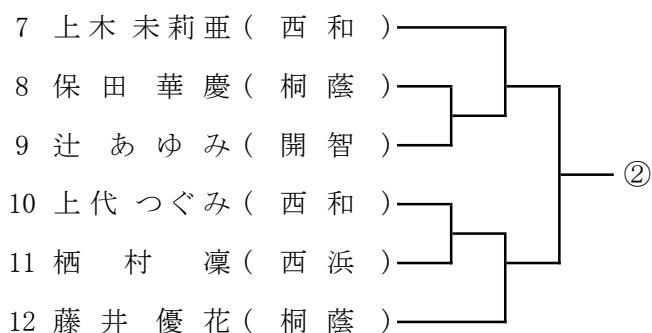 7 上木 未莉亜 ( 西 和 )
8 保 田 華 慶 ( 桐 蔭 )
9 辻 あ ゆ み ( 開 智 )
②
10 上代 つぐみ ( 西 和 )
11 栖 村 凜 ( 西 浜 )
12 藤 井 優 花 ( 桐 蔭 )